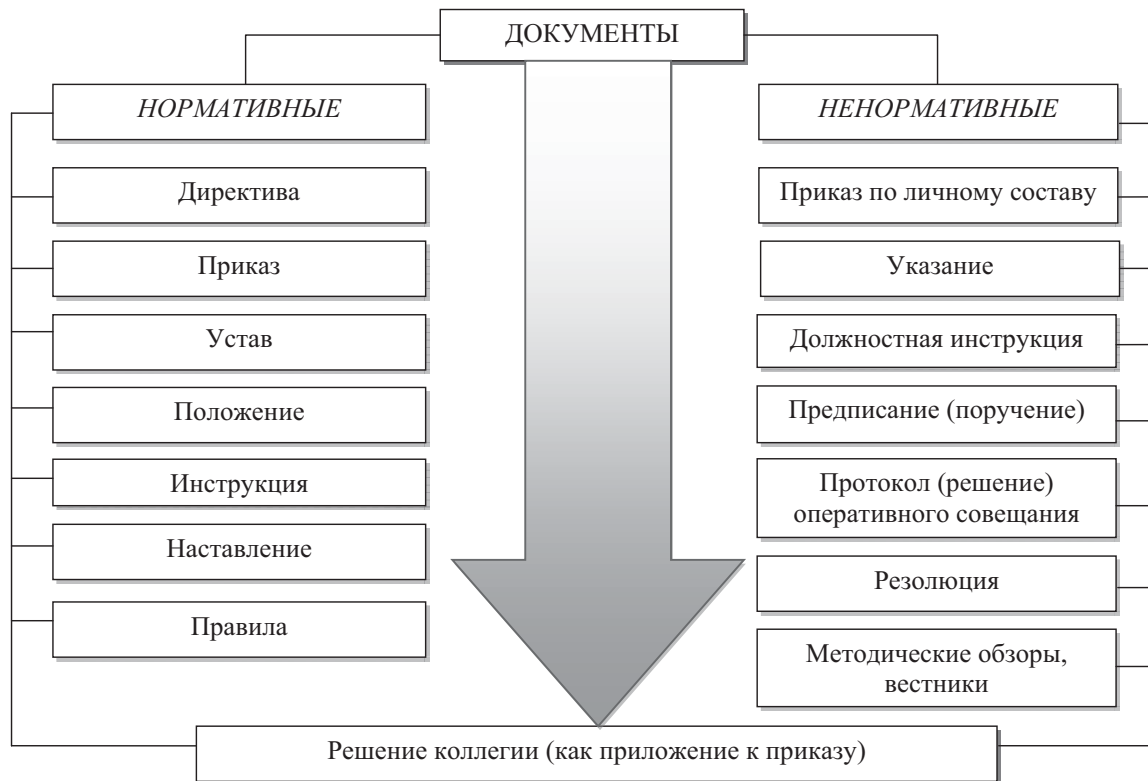 ДОКУМЕНТЫ
НОРМАТИВНЫЕ
Директива
Приказ
Устав
Положение
Инструкция
Наставление
Правила
НЕНОРМАТИВНЫЕ
Приказ по личному составу
Указание
Должностная инструкция
Предписание (поручение)
Протокол (решение)
оперативного совещания
Резолюция
Методические обзоры,
вестники
Решение коллегии (как приложение к приказу)